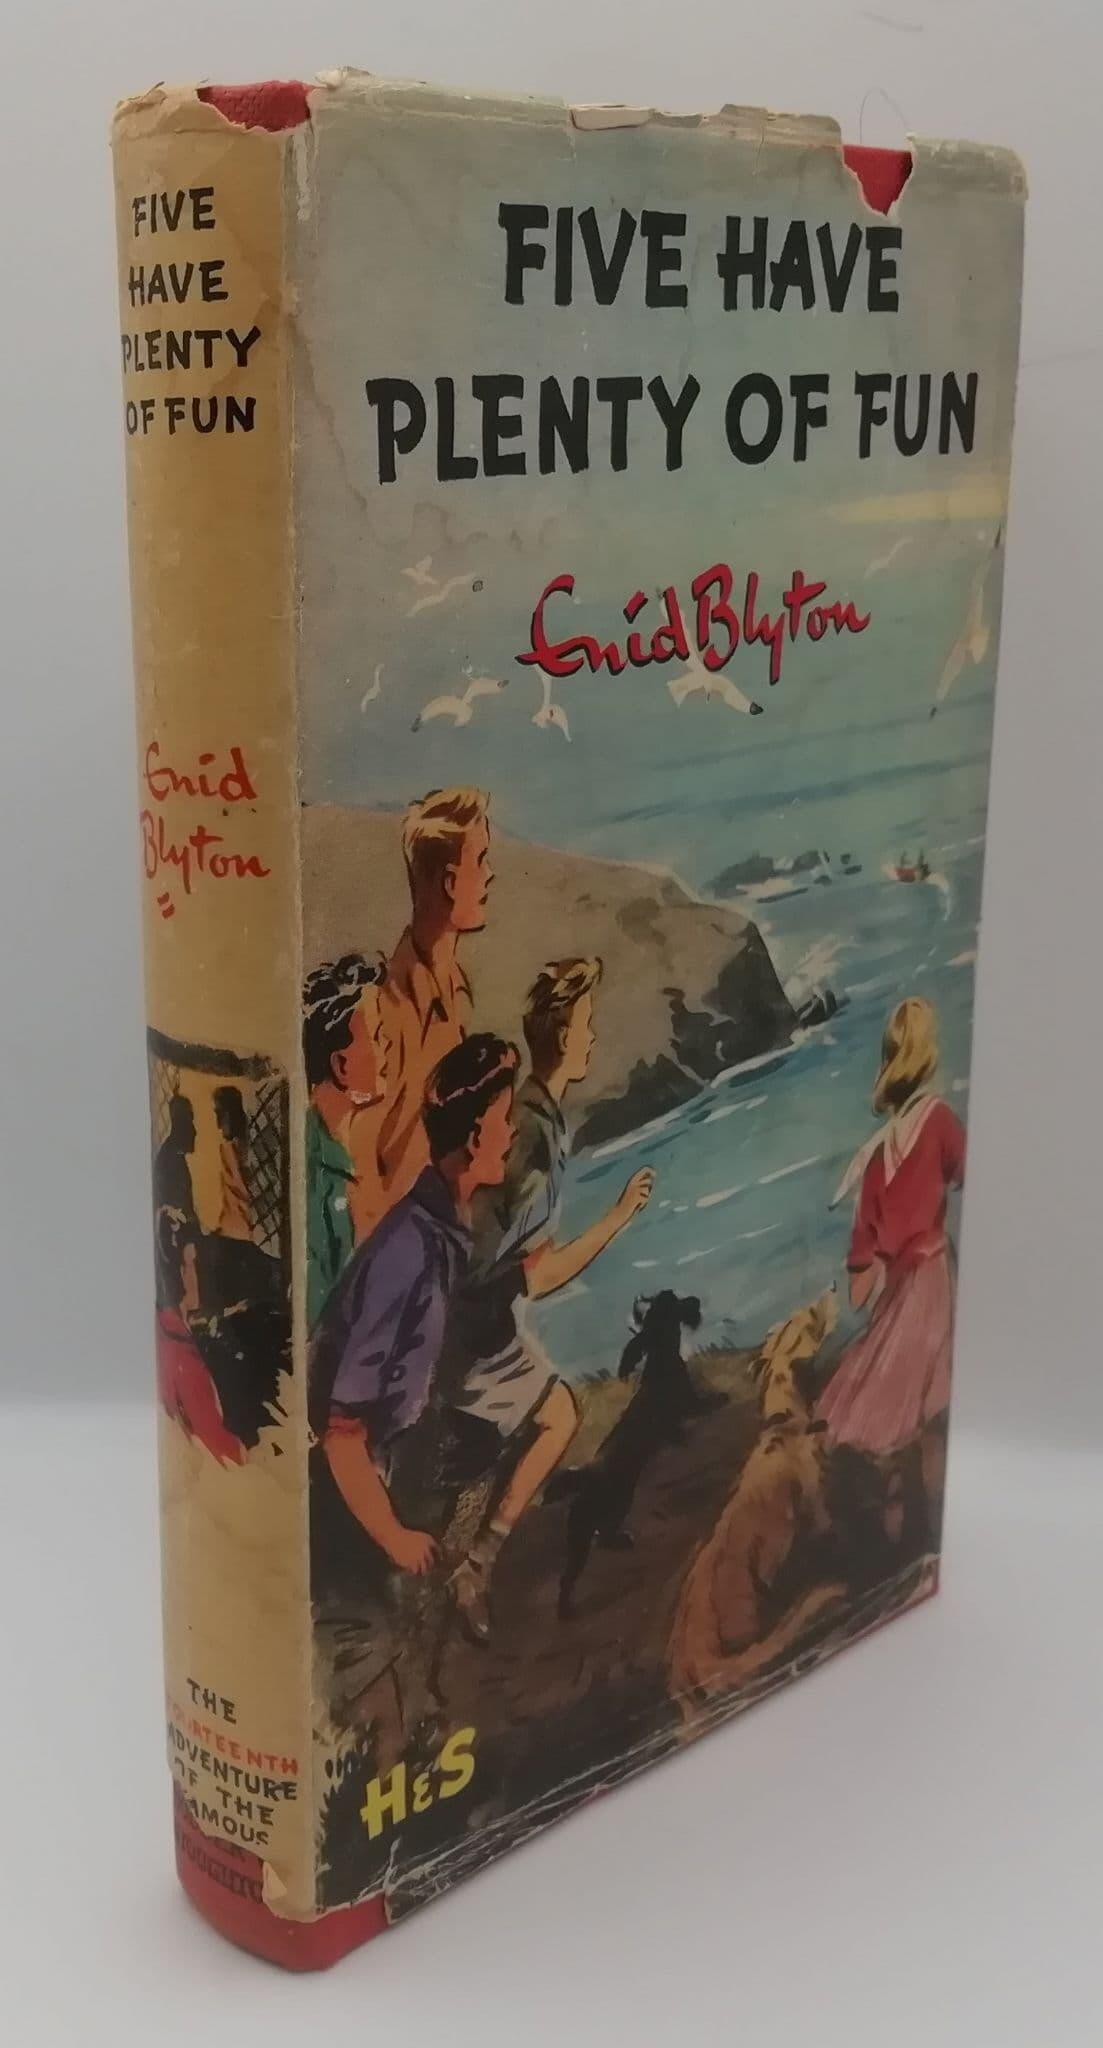 FIVE
HAVE
PLENTY
OF FUN
Enid
Blyton
THE
FOURTEENTH
ADVENTURE
OF THE
FAMOUS
FIVE HAVE
PLENTY OF FUN
Enid Blyton
H&S